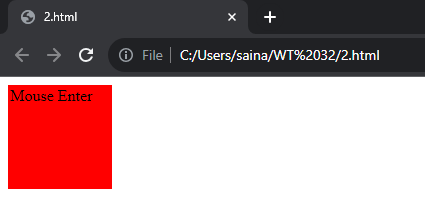 2.html
File C:/Users/saina/WT%2032/2.html
Mouse Enter